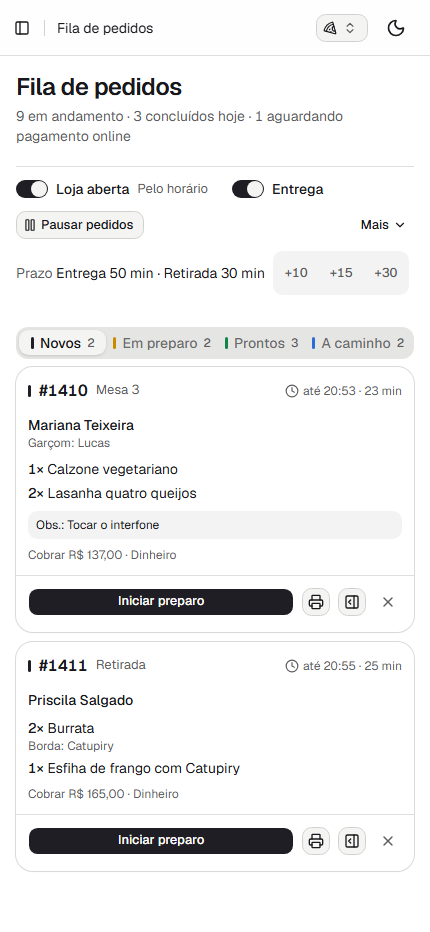 Fila de pedidos
Fila de pedidos
9 em andamento · 3 concluídos hoje · 1 aguardando
pagamento online
Loja aberta Pelo horário Entrega
Pausar pedidos Mais
Prazo Entrega 50 min · Retirada 30 min +10 +15 +30
Novos 2 Em preparo 2 Prontos 3 A caminho 2
#1410 Mesa 3 até 20:53 · 23 min
Mariana Teixeira
Garçom: Lucas
1× Calzone vegetariano
2× Lasanha quatro queijos
Obs.: Tocar o interfone
Cobrar R$ 137,00 · Dinheiro
Iniciar preparo
#1411 Retirada até 20:55 · 25 min
Priscila Salgado
2× Burrata
Borda: Catupiry
1× Esfiha de frango com Catupiry
Cobrar R$ 165,00 · Dinheiro
Iniciar preparo